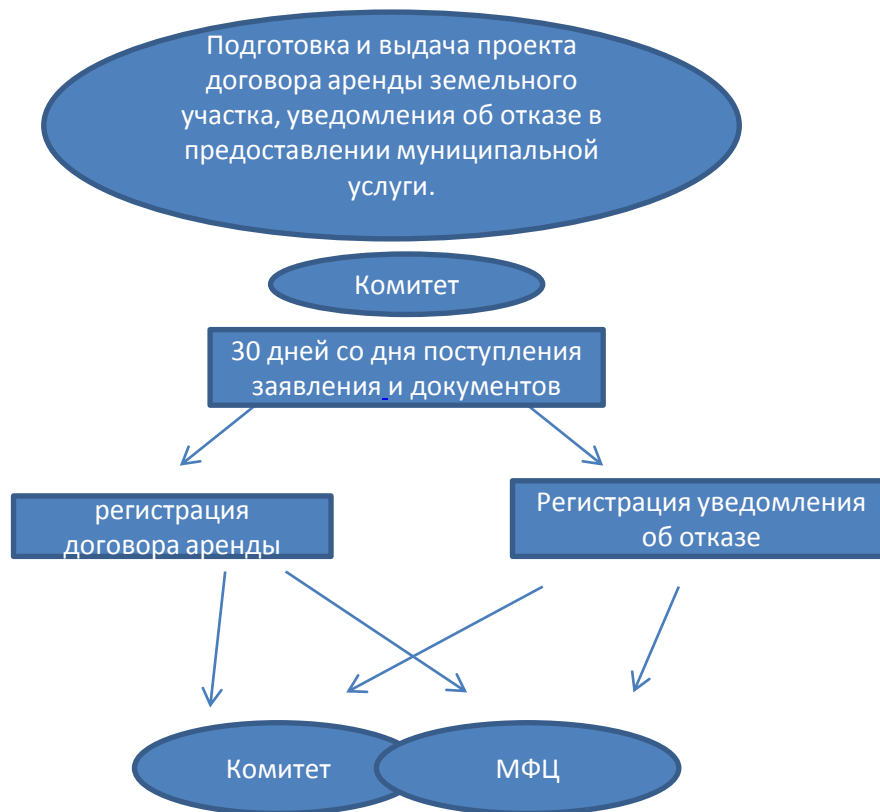 Подготовка и выдача проекта
договора аренды земельного
участка, уведомления об отказе в
предоставлении муниципальной
услуги.
Комитет
30 дней со дня поступления
заявления и документов
регистрация
договора аренды
Регистрация уведомления
об отказе
Комитет
МФЦ